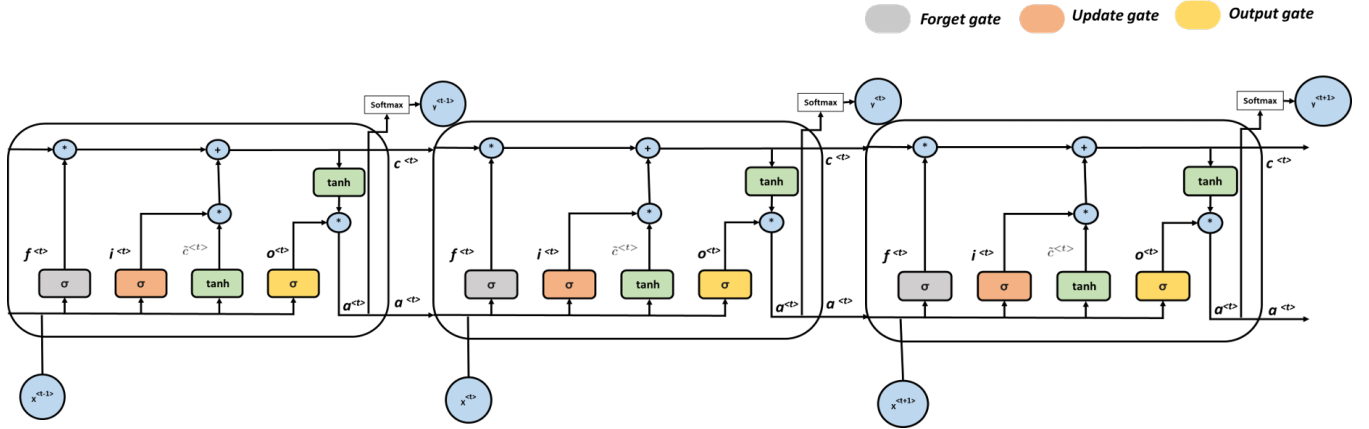 Forget gate
Update gate
Output gate
Softmax
y<t-1>
Softmax
y<t>
Softmax
y<t+1>
*
+
c<t>
tanh
*
*
f<t>
i<t>
c̃<t>
o<t>
σ
σ
tanh
σ
a<t>
a<t>
x<t-1>
*
+
c<t>
tanh
*
*
f<t>
i<t>
c̃<t>
o<t>
σ
σ
tanh
σ
a<t>
a<t>
x<t>
*
+
c<t>
tanh
*
*
f<t>
i<t>
c̃<t>
o<t>
σ
σ
tanh
σ
a<t>
a<t>
x<t+1>